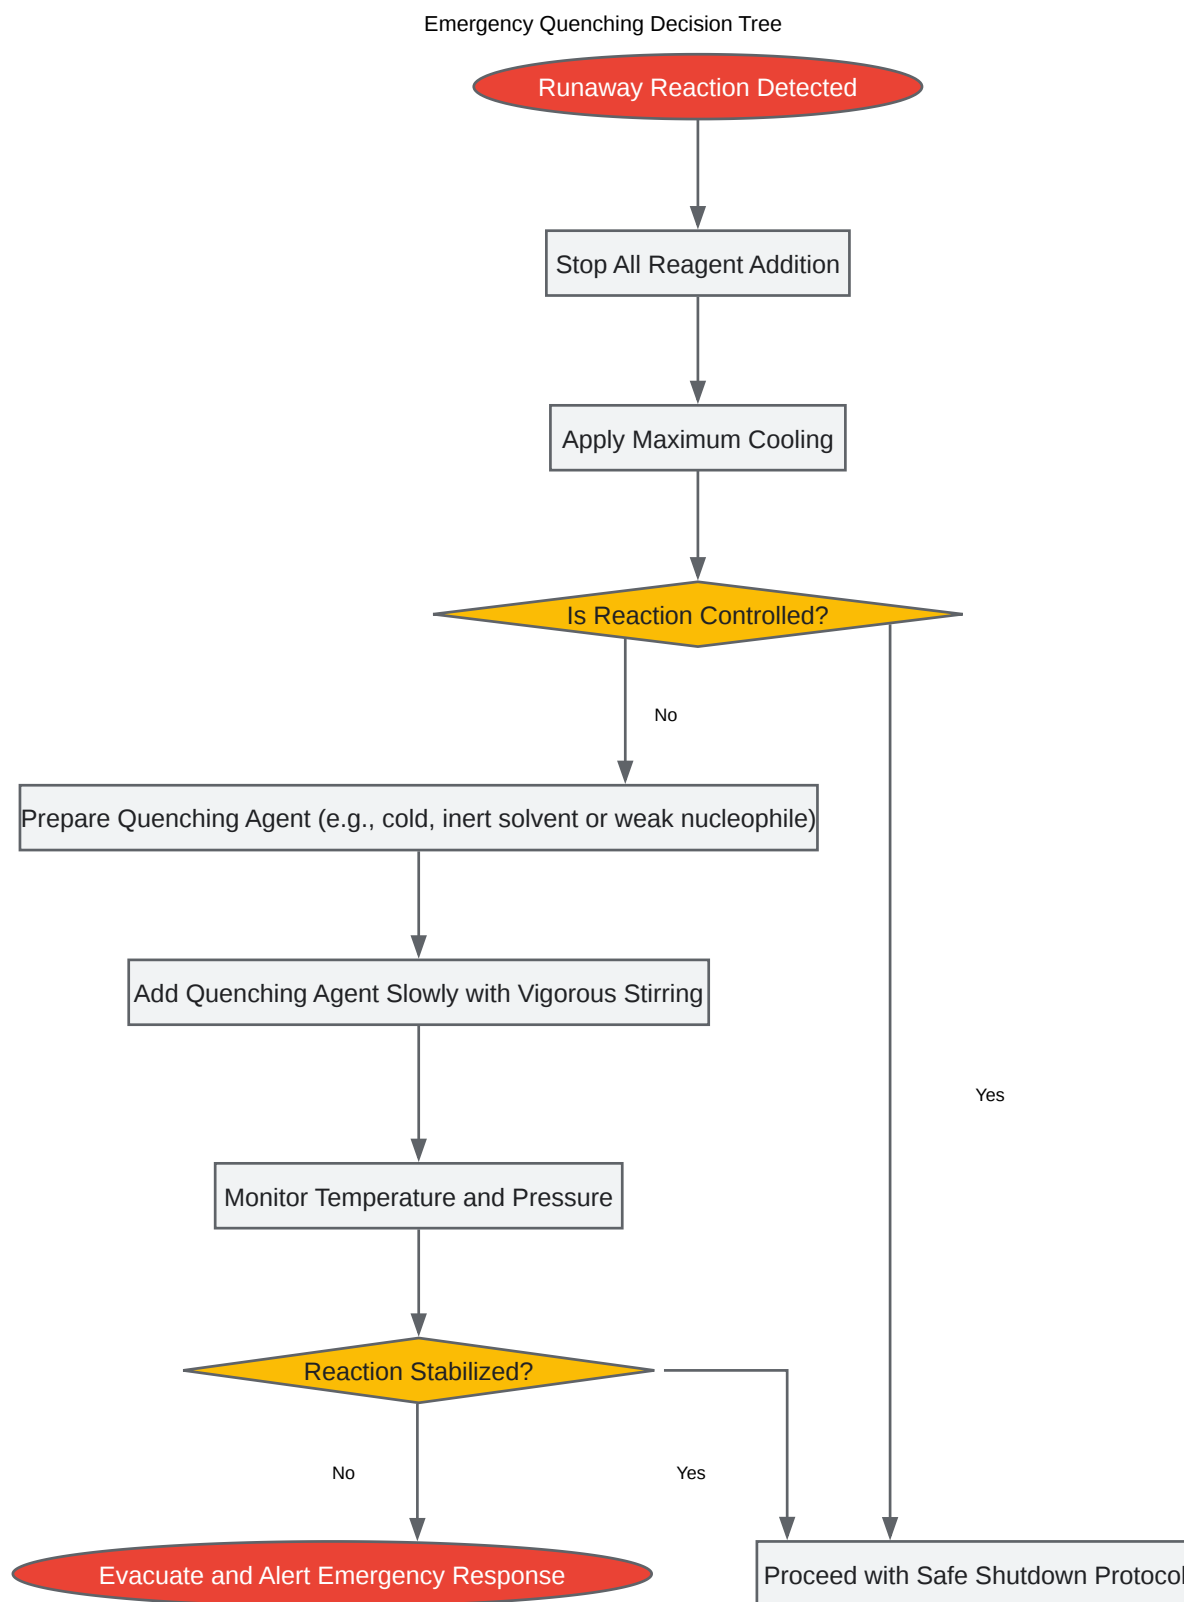 Emergency Quenching Decision Tree
Runaway Reaction Detected
Stop All Reagent Addition
Apply Maximum Cooling
Is Reaction Controlled?
No
Prepare Quenching Agent (e.g., cold, inert solvent or weak nucleophile)
Add Quenching Agent Slowly with Vigorous Stirring
Yes
Monitor Temperature and Pressure
Reaction Stabilized?
No
Yes
Evacuate and Alert Emergency Response
Proceed with Safe Shutdown Protocol